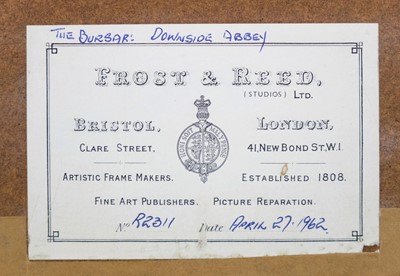 The Bursar: Downside Abbey
FROST & REED,
(STUDIOS) LTD.
BRISTOL, LONDON,
CLARE STREET. 41, NEW BOND ST. W.1.
ARTISTIC FRAME MAKERS. ESTABLISHED 1808.
FINE ART PUBLISHERS. PICTURE REPARATION.
No R2311 Date APRIL 27·1962